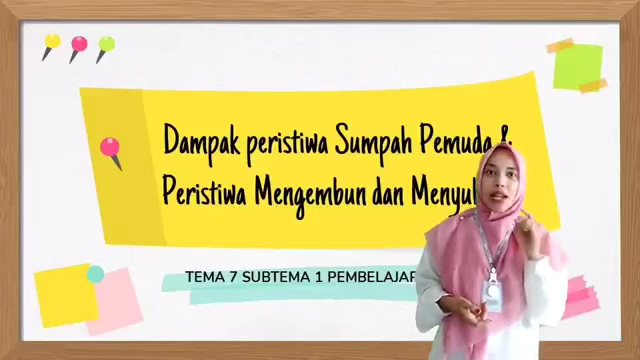 Dampak peristiwa Sumpah Pemuda &
Peristiwa Mengembun dan
TEMA 7 SUBTEMA 1